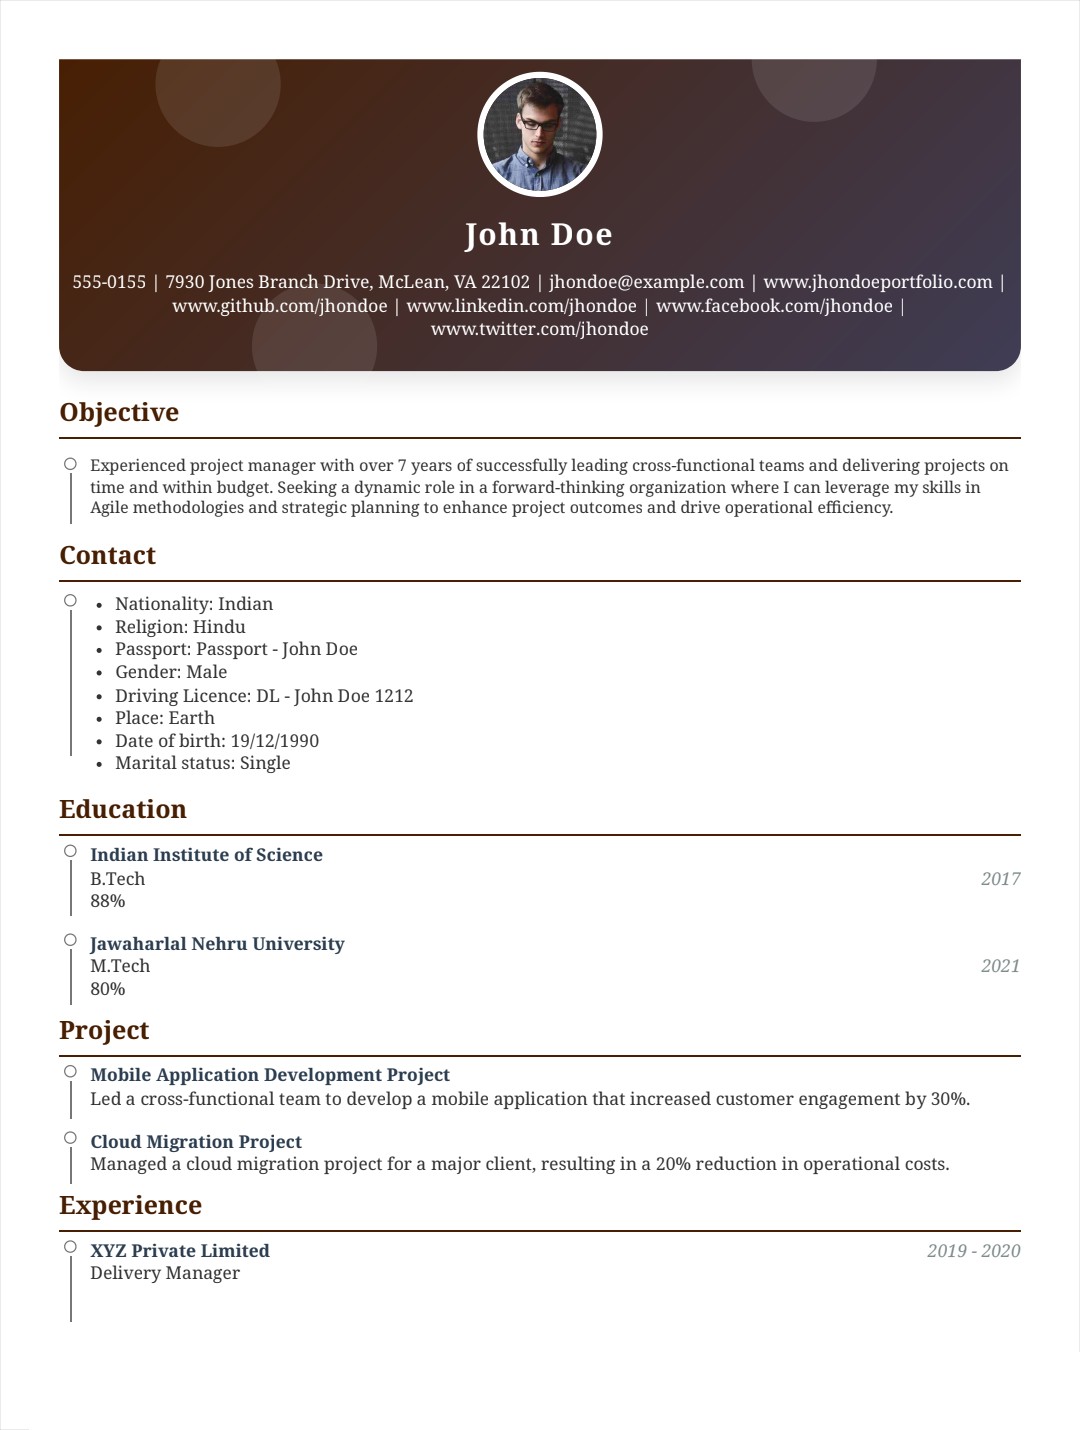 John Doe
555-0155 | 7930 Jones Branch Drive, McLean, VA 22102 | jhondoe@example.com | www.jhondoeportfolio.com |
www.github.com/jhondoe | www.linkedin.com/jhondoe | www.facebook.com/jhondoe |
www.twitter.com/jhondoe
Objective
Experienced project manager with over 7 years of successfully leading cross-functional teams and delivering projects on
time and within budget. Seeking a dynamic role in a forward-thinking organization where I can leverage my skills in
Agile methodologies and strategic planning to enhance project outcomes and drive operational efficiency.
Contact
• Nationality: Indian
• Religion: Hindu
• Passport: Passport - John Doe
• Gender: Male
• Driving Licence: DL - John Doe 1212
• Place: Earth
• Date of birth: 19/12/1990
• Marital status: Single
Education
Indian Institute of Science
B.Tech 2017
88%
Jawaharlal Nehru University
M.Tech 2021
80%
Project
Mobile Application Development Project
Led a cross-functional team to develop a mobile application that increased customer engagement by 30%.
Cloud Migration Project
Managed a cloud migration project for a major client, resulting in a 20% reduction in operational costs.
Experience
XYZ Private Limited 2019 - 2020
Delivery Manager